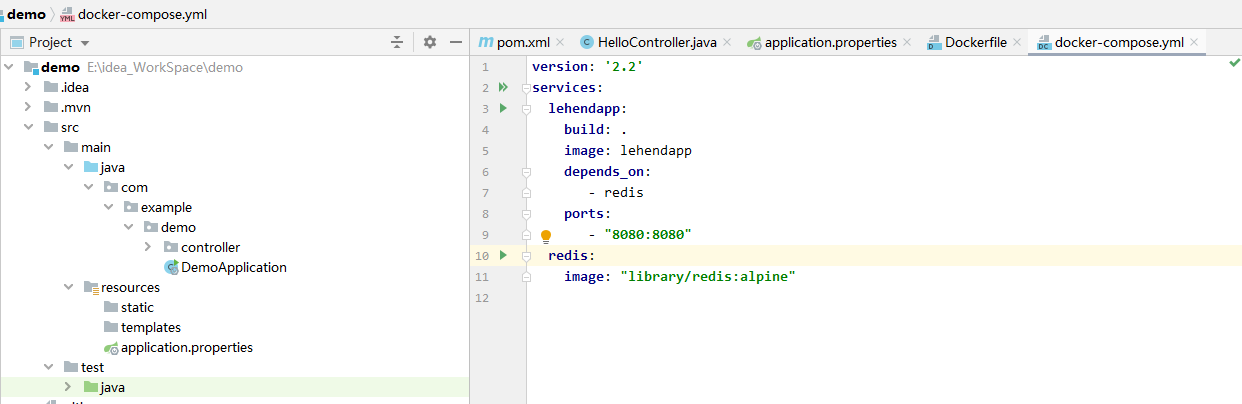 demo docker-compose.yml
Project
pom.xml HelloController.java application.properties Dockerfile docker-compose.yml
demo E:\idea_WorkSpace\demo
.idea
.mvn
src
main
java
com
example
demo
controller
DemoApplication
resources
static
templates
application.properties
test
java
1 version: '2.2'
2 services:
3 lehendapp:
4 build: .
5 image: lehendapp
6 depends_on:
7 - redis
8 ports:
9 - "8080:8080"
10 redis:
11 image: "library/redis:alpine"
12